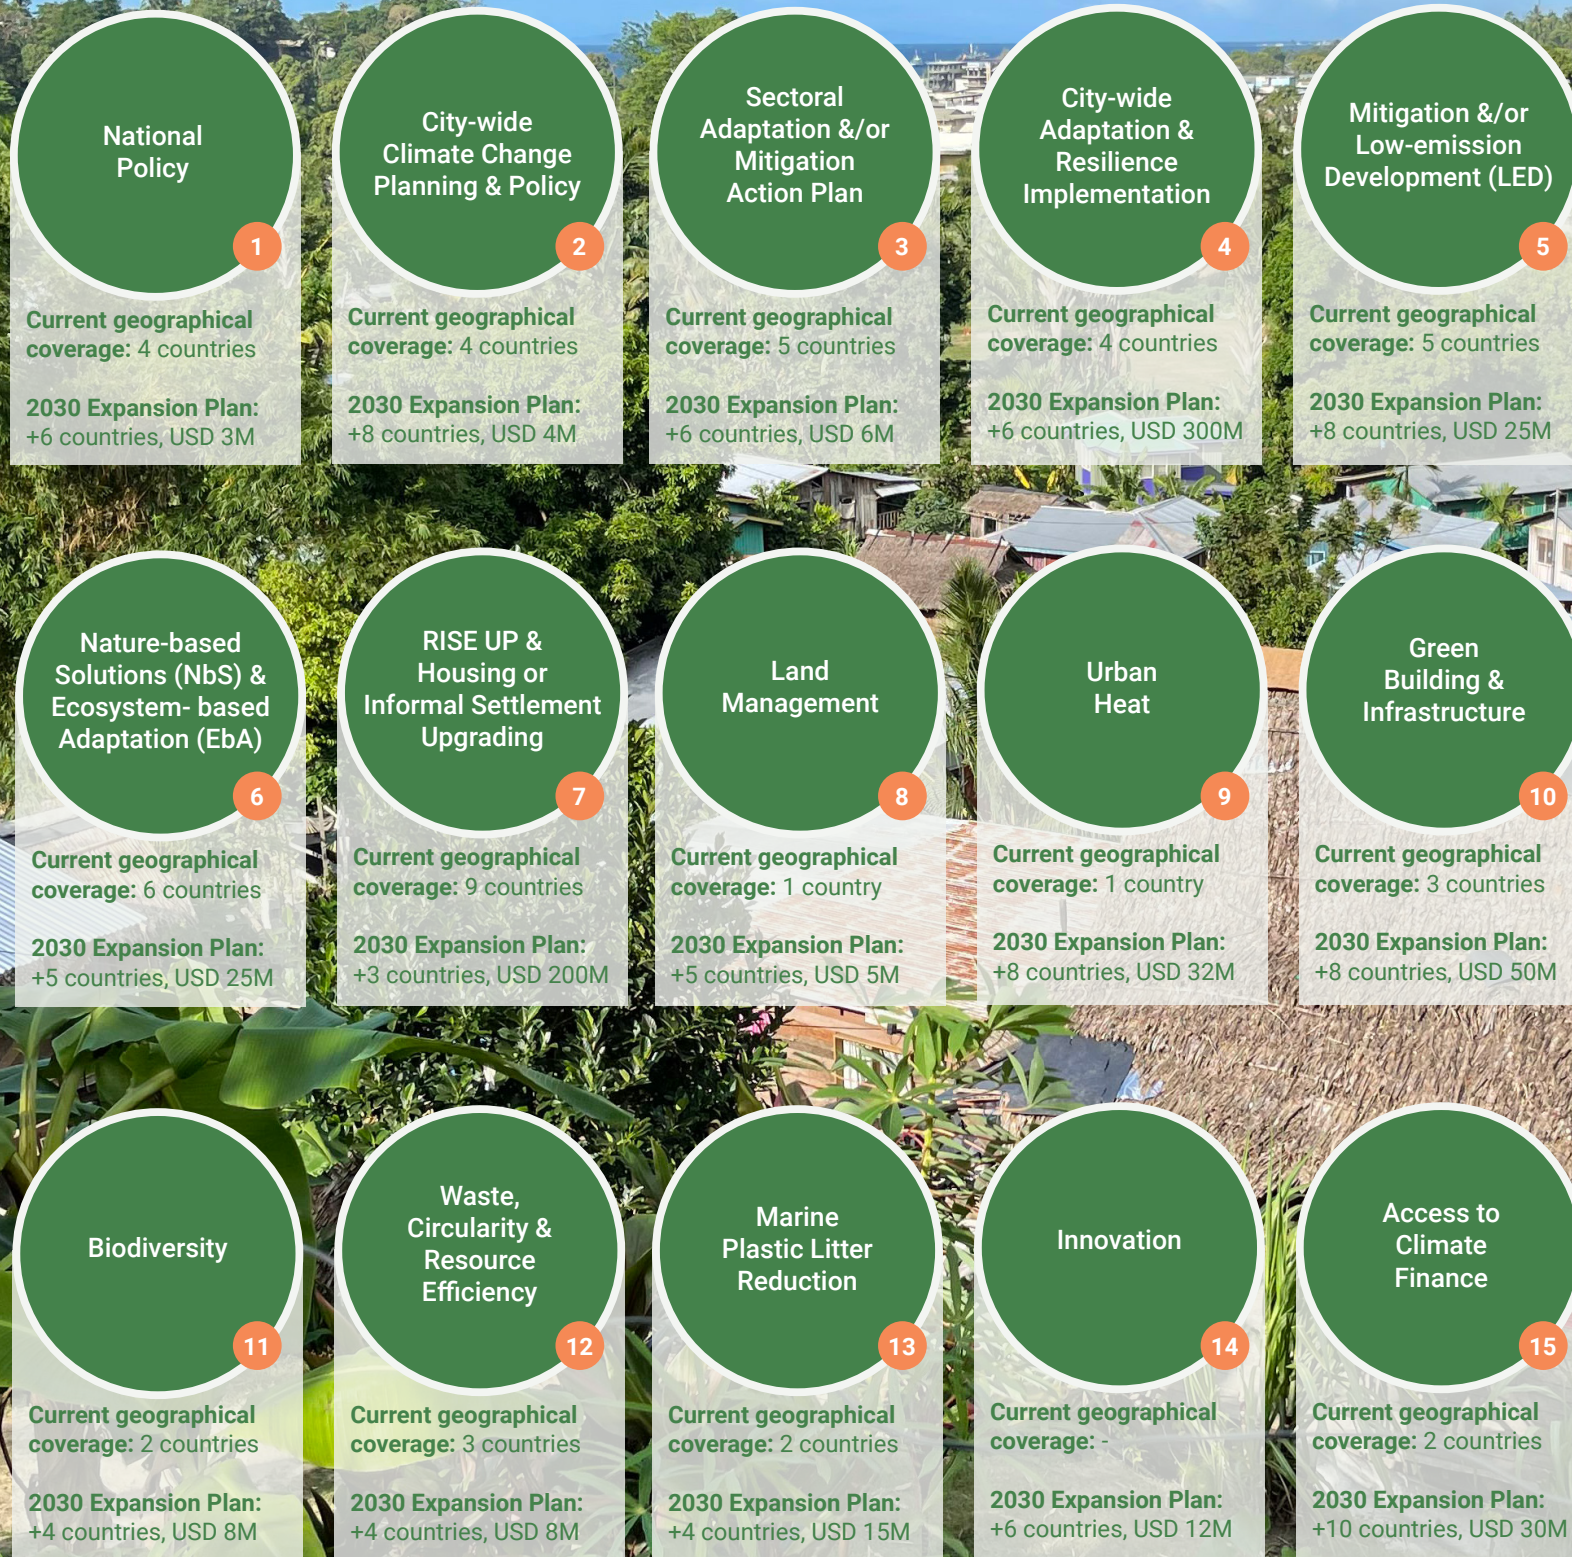 National
Policy
1
Current geographical
coverage: 4 countries
2030 Expansion Plan:
+6 countries, USD 3M
City-wide
Climate Change
Planning & Policy
2
Current geographical
coverage: 4 countries
2030 Expansion Plan:
+8 countries, USD 4M
Sectoral
Adaptation &/or
Mitigation
Action Plan
3
Current geographical
coverage: 5 countries
2030 Expansion Plan:
+6 countries, USD 6M
City-wide
Adaptation &
Resilience
Implementation
4
Current geographical
coverage: 4 countries
2030 Expansion Plan:
+6 countries, USD 300M
Mitigation &/or
Low-emission
Development (LED)
5
Current geographical
coverage: 5 countries
2030 Expansion Plan:
+8 countries, USD 25M
Nature-based
Solutions (NbS) &
Ecosystem- based
Adaptation (EbA)
6
Current geographical
coverage: 6 countries
2030 Expansion Plan:
+5 countries, USD 25M
RISE UP &
Housing or
Informal Settlement
Upgrading
7
Current geographical
coverage: 9 countries
2030 Expansion Plan:
+3 countries, USD 200M
Land
Management
8
Current geographical
coverage: 1 country
2030 Expansion Plan:
+5 countries, USD 5M
Urban
Heat
9
Current geographical
coverage: 1 country
2030 Expansion Plan:
+8 countries, USD 32M
Green
Building &
Infrastructure
10
Current geographical
coverage: 3 countries
2030 Expansion Plan:
+8 countries, USD 50M
Biodiversity
11
Current geographical
coverage: 2 countries
2030 Expansion Plan:
+4 countries, USD 8M
Waste,
Circularity &
Resource
Efficiency
12
Current geographical
coverage: 3 countries
2030 Expansion Plan:
+4 countries, USD 8M
Marine
Plastic Litter
Reduction
13
Current geographical
coverage: 2 countries
2030 Expansion Plan:
+4 countries, USD 15M
Innovation
14
Current geographical
coverage: -
2030 Expansion Plan:
+6 countries, USD 12M
Access to
Climate
Finance
15
Current geographical
coverage: 2 countries
2030 Expansion Plan:
+10 countries, USD 30M